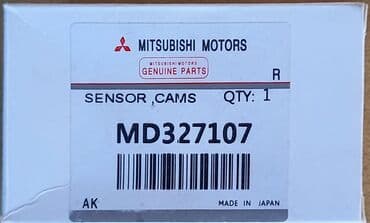 MITSUBISHI MOTORS
MITSUBISHI MOTORS
GENUINE PARTS
R
SENSOR ,CAMS QTY: 1
MD327107
AK MADE IN JAPAN